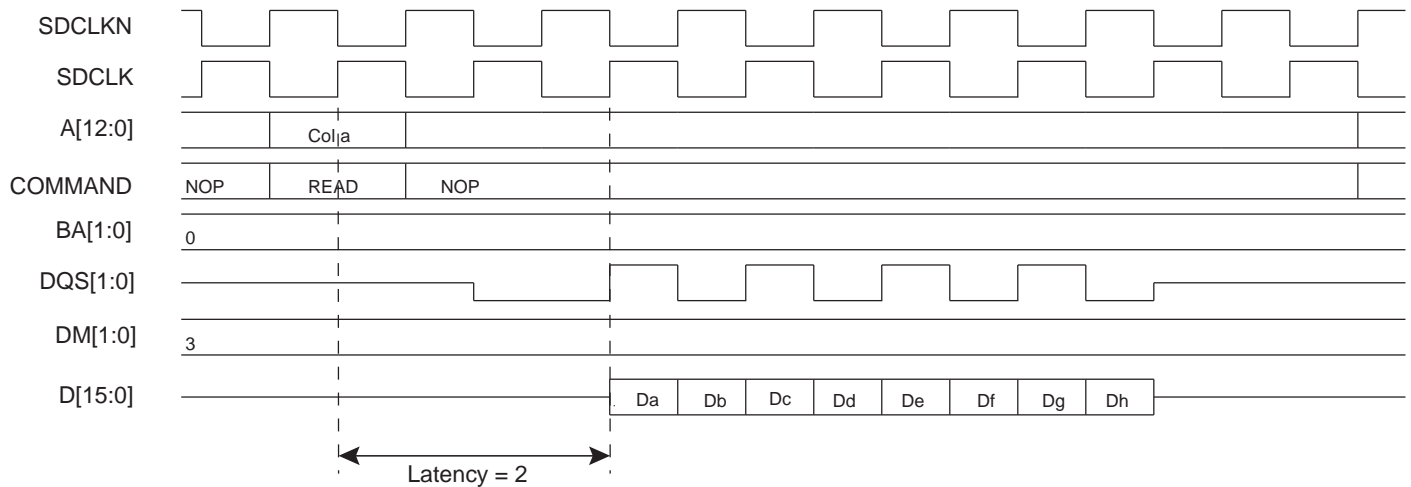 SDCLKN
SDCLK
A[12:0]
Col a
COMMAND
NOP
READ
NOP
BA[1:0]
0
DQS[1:0]
DM[1:0]
3
D[15:0]
Da
Db
Dc
Dd
De
Df
Dg
Dh
Latency = 2